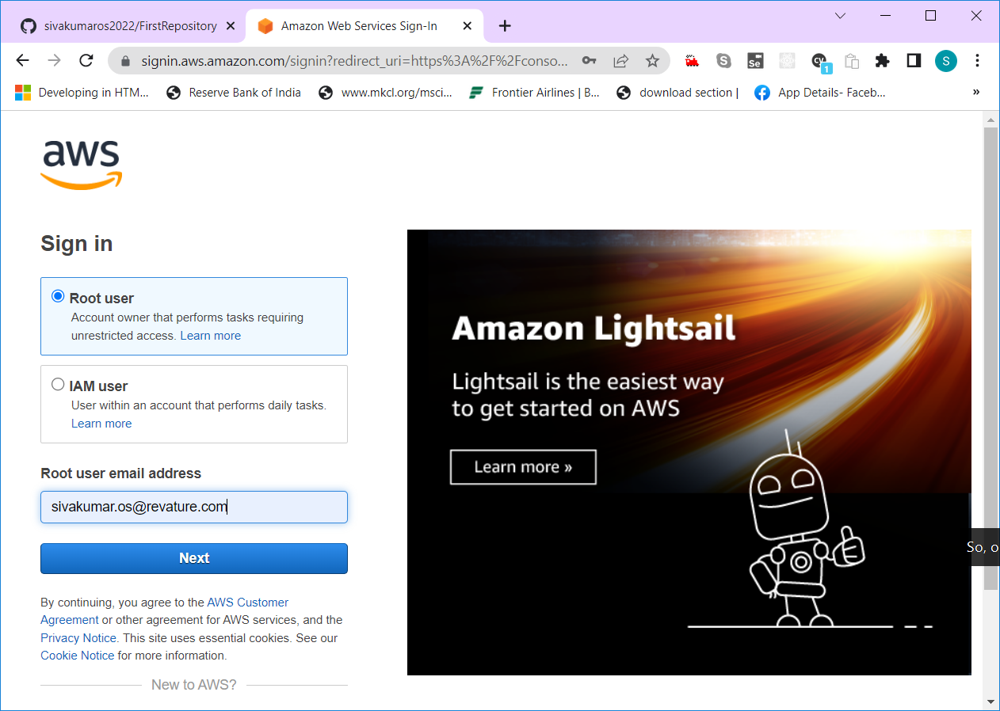 sivakumaros2022/FirstRepository
Amazon Web Services Sign-In
signin.aws.amazon.com/signin?redirect_uri=https%3A%2F%2Fconso...
Se
cy
1
S
Developing in HTM...
Reserve Bank of India
www.mkcl.org/msci...
Frontier Airlines | B...
download section |
App Details- Faceb...
»
aws
Sign in
Root user
Account owner that performs tasks requiring
unrestricted access. Learn more
IAM user
User within an account that performs daily tasks.
Learn more
Root user email address
sivakumar.os@revature.com
Next
By continuing, you agree to the AWS Customer
Agreement or other agreement for AWS services, and the
Privacy Notice. This site uses essential cookies. See our
Cookie Notice for more information.
New to AWS?
Amazon Lightsail
Lightsail is the easiest way
to get started on AWS
Learn more »
So, o